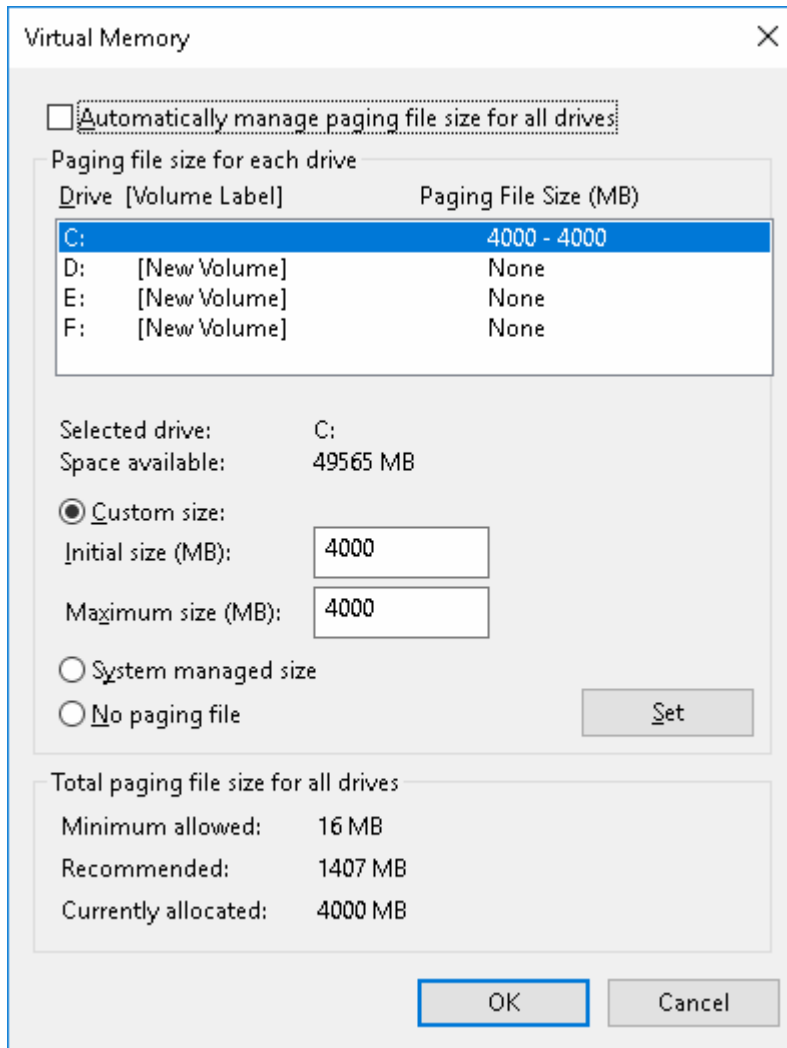 Virtual Memory
Automatically manage paging file size for all drives
Paging file size for each drive
Drive [Volume Label] Paging File Size (MB)
C: 4000 - 4000
D: [New Volume] None
E: [New Volume] None
F: [New Volume] None
Selected drive: C:
Space available: 49565 MB
Custom size:
Initial size (MB): 4000
Maximum size (MB): 4000
System managed size
No paging file Set
Total paging file size for all drives
Minimum allowed: 16 MB
Recommended: 1407 MB
Currently allocated: 4000 MB
OK Cancel